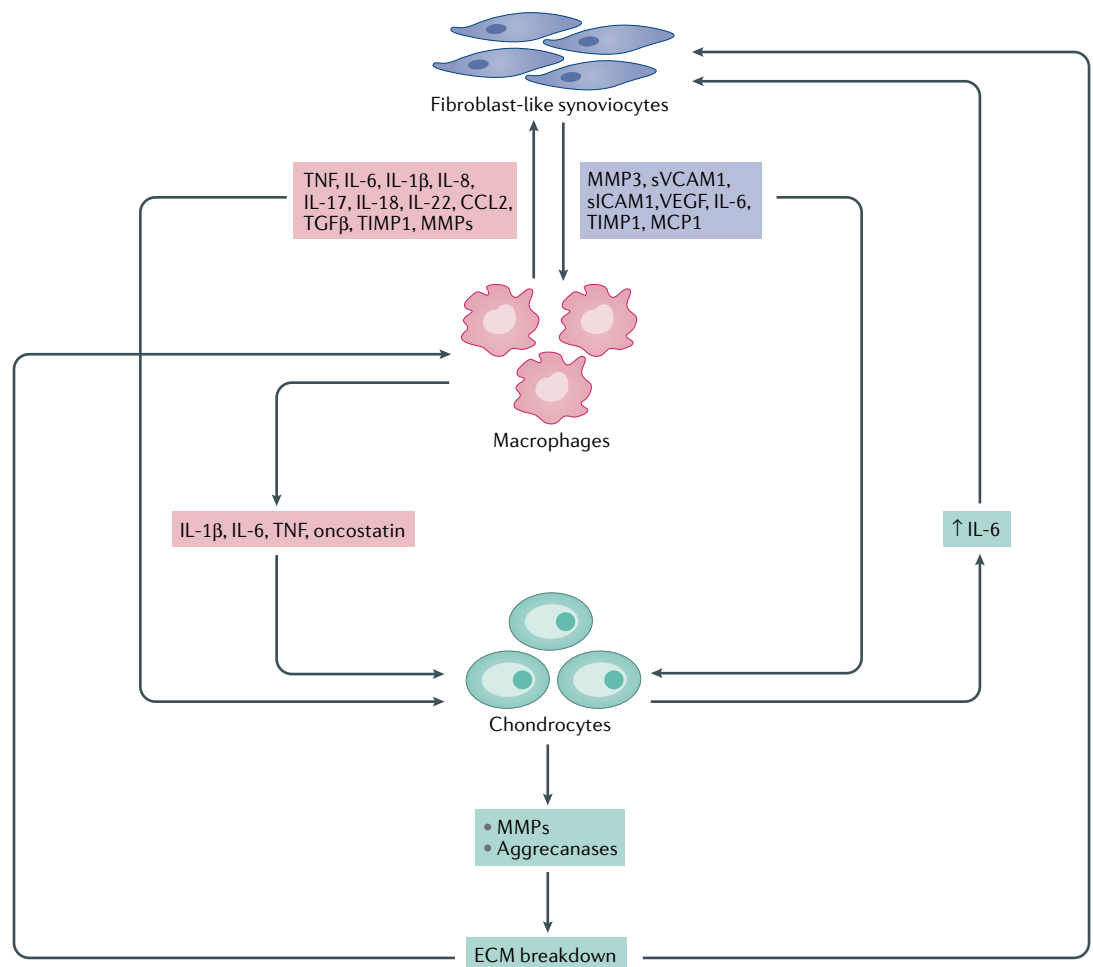 Fibroblast-like synoviocytes
TNF, IL-6, IL-1β, IL-8,
IL-17, IL-18, IL-22, CCL2,
TGFβ, TIMP1, MMPs
MMP3, sVCAM1,
sICAM1,VEGF, IL-6,
TIMP1, MCP1
Macrophages
IL-1β, IL-6, TNF, oncostatin
↑ IL-6
Chondrocytes
• MMPs
• Aggrecanases
ECM breakdown